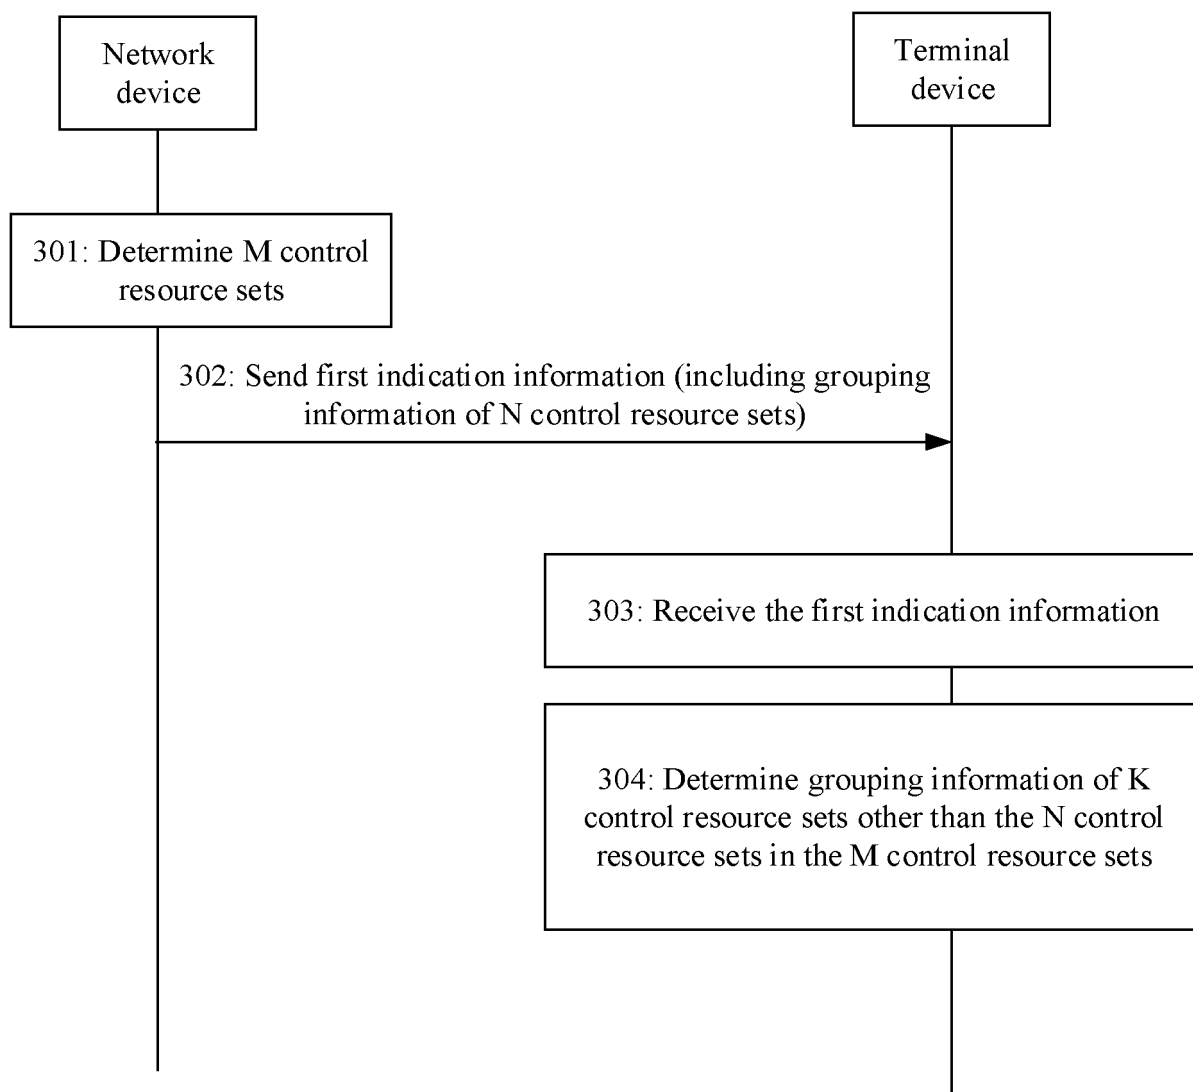 Network
device
Terminal
device
301: Determine M control
resource sets
302: Send first indication information (including grouping
information of N control resource sets)
303: Receive the first indication information
304: Determine grouping information of K
control resource sets other than the N control
resource sets in the M control resource sets